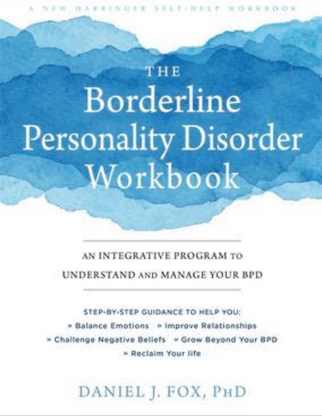 A NEW HARBINGER SELF-HELP WORKBOOK
THE
Borderline
Personality Disorder
Workbook
AN INTEGRATIVE PROGRAM TO
UNDERSTAND AND MANAGE YOUR BPD
STEP-BY-STEP GUIDANCE TO HELP YOU:
» Balance Emotions » Improve Relationships
» Challenge Negative Beliefs » Grow Beyond Your BPD
» Reclaim Your life
DANIEL J. FOX, PHD